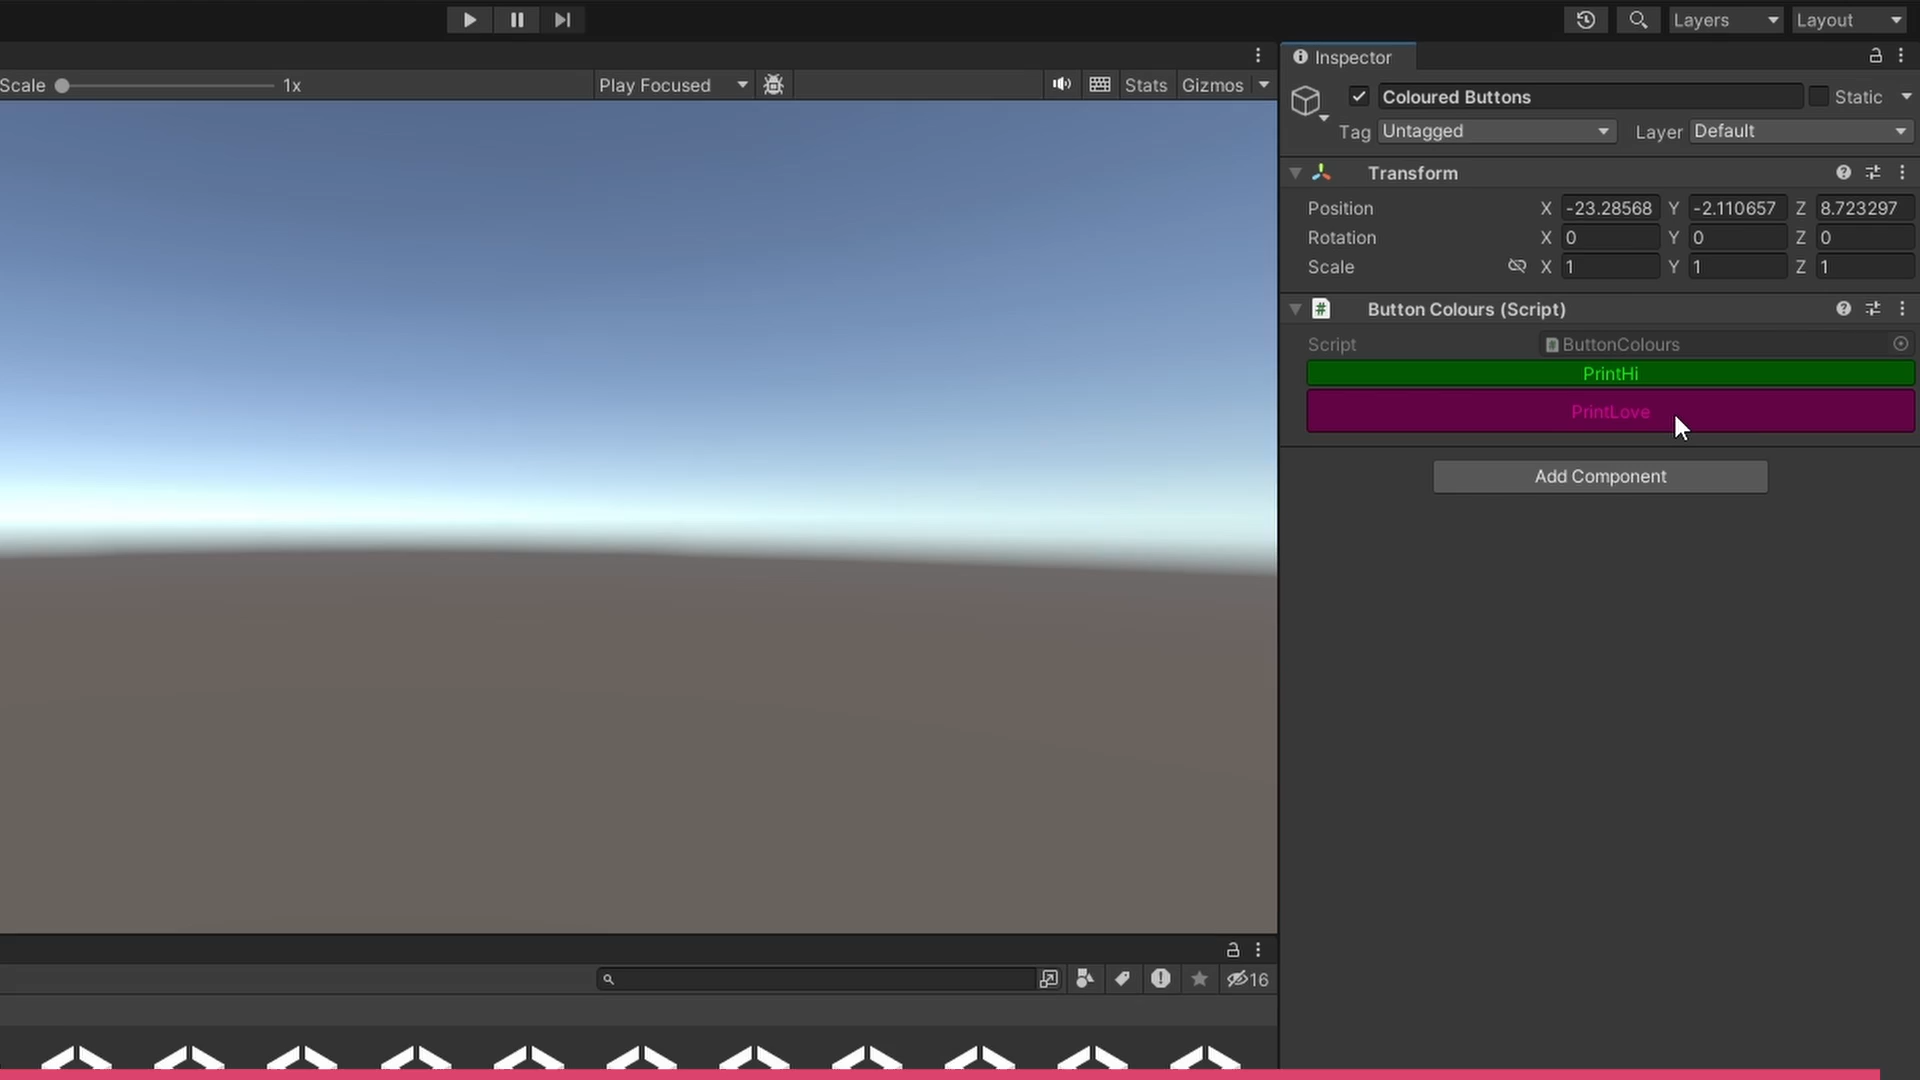 Layers
Layout
Inspector
Scale 1x
Play Focused
Stats
Gizmos
Coloured Buttons
Static
Tag Untagged
Layer Default
Transform
Position X -23.28568 Y -2.110657 Z 8.723297
Rotation X 0 Y 0 Z 0
Scale X 1 Y 1 Z 1
# Button Colours (Script)
Script # ButtonColours
PrintHi
PrintLove
Add Component
16